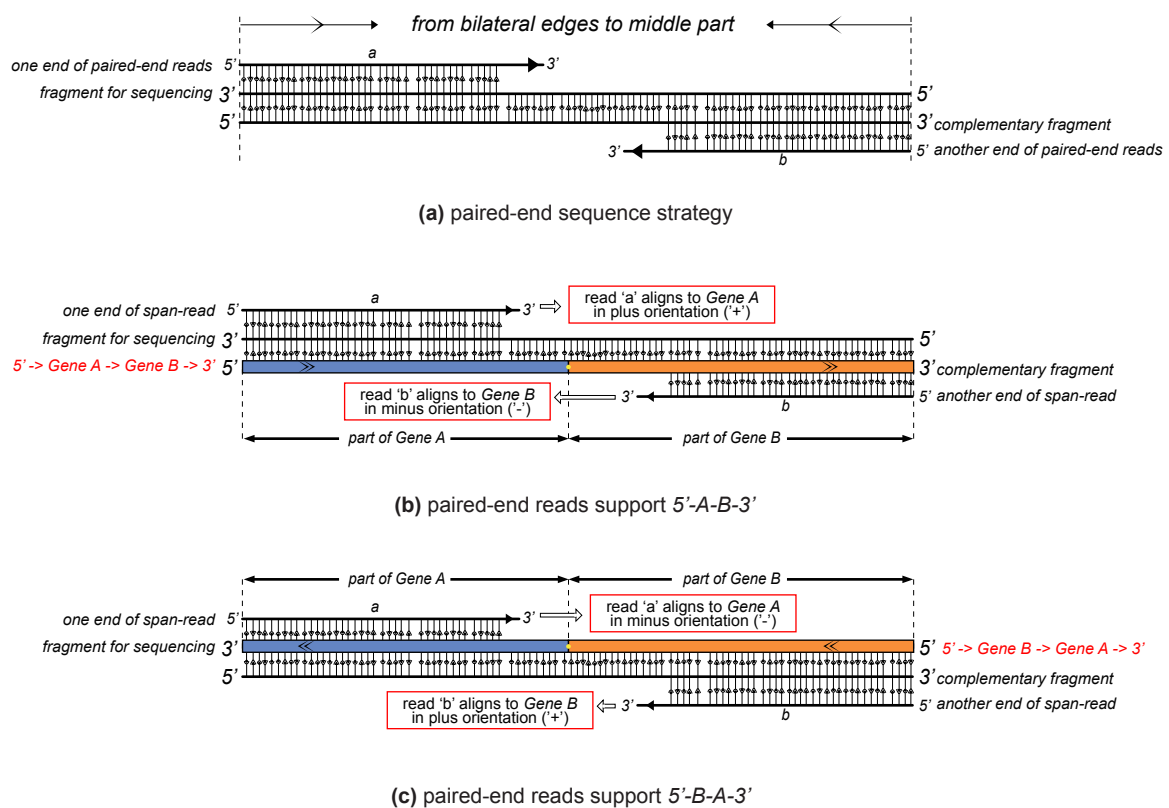 from bilateral edges to middle part
a
one end of paired-end reads 5’ 3’
fragment for sequencing 3’ 5’
5’ 3’ complementary fragment
3’ 5’ another end of paired-end reads
b
(a) paired-end sequence strategy
a
one end of span-read 5’ 3’
read ‘a’ aligns to Gene A
in plus orientation (’+’)
fragment for sequencing 3’ 5’
5’ -> Gene A -> Gene B -> 3’ 5’ 3’ complementary fragment
read ‘b’ aligns to Gene B
in minus orientation (’-’)
3’ 5’ another end of span-read
b
part of Gene A part of Gene B
(b) paired-end reads support 5’-A-B-3’
part of Gene A part of Gene B
a
one end of span-read 5’ 3’
read ‘a’ aligns to Gene A
in minus orientation (’-’)
fragment for sequencing 3’ 5’ 5’ -> Gene B -> Gene A -> 3’
5’ 3’ complementary fragment
read ‘b’ aligns to Gene B
in plus orientation (’+’)
3’ 5’ another end of span-read
b
(c) paired-end reads support 5’-B-A-3’